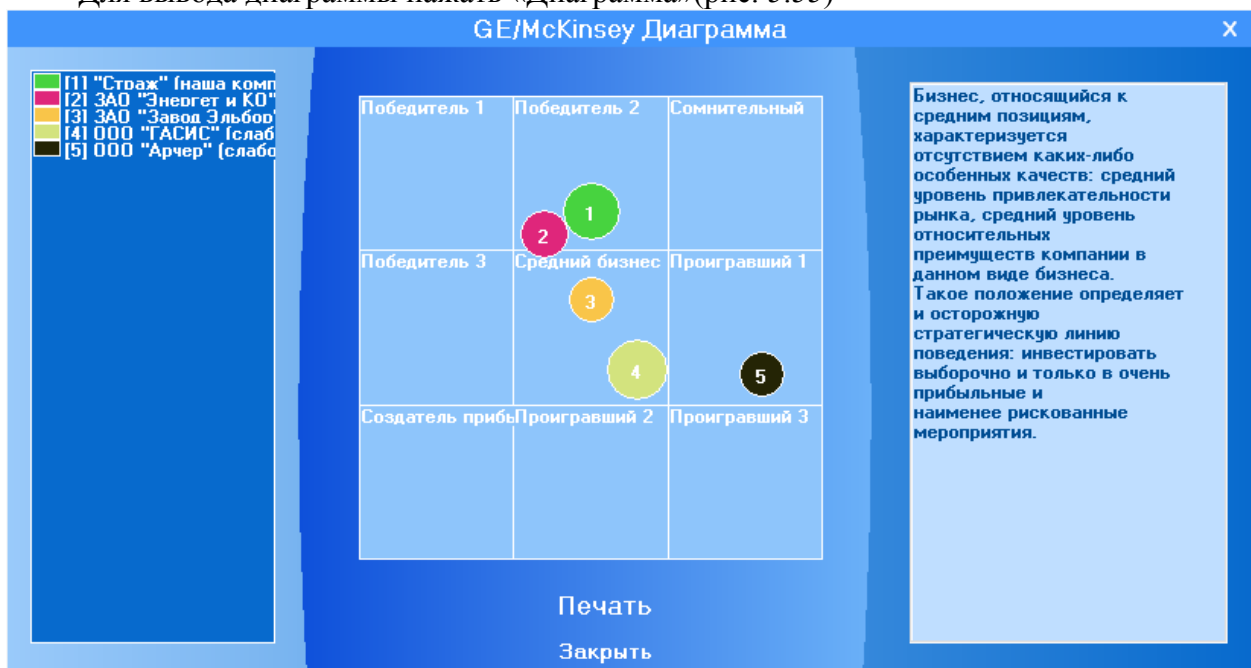 Для вывода диаграммы нажать «Диаграмма»(рис. 3.33)
GE/McKinsey Диаграмма
X
[1] "Страж" (наша комп
[2] ЗАО "Энергет и КО"
[3] ЗАО "Завод Эльбор"
[4] ООО "ГАСИС" (слаб
[5] ООО "Арчер" (слабо
Победитель 1 Победитель 2 Сомнительный
1
2
Победитель 3 Средний бизнес Проигравший 1
3
4
5
Создатель прибь Проигравший 2 Проигравший 3
Печать
Закрыть
Бизнес, относящийся к
средним позициям,
характеризуется
отсутствием каких-либо
особенных качеств: средний
уровень привлекательности
рынка, средний уровень
относительных
преимуществ компании в
данном виде бизнеса.
Такое положение определяет
и осторожную
стратегическую линию
поведения: инвестировать
выборочно и только в очень
прибыльные и
наименее рискованные
мероприятия.